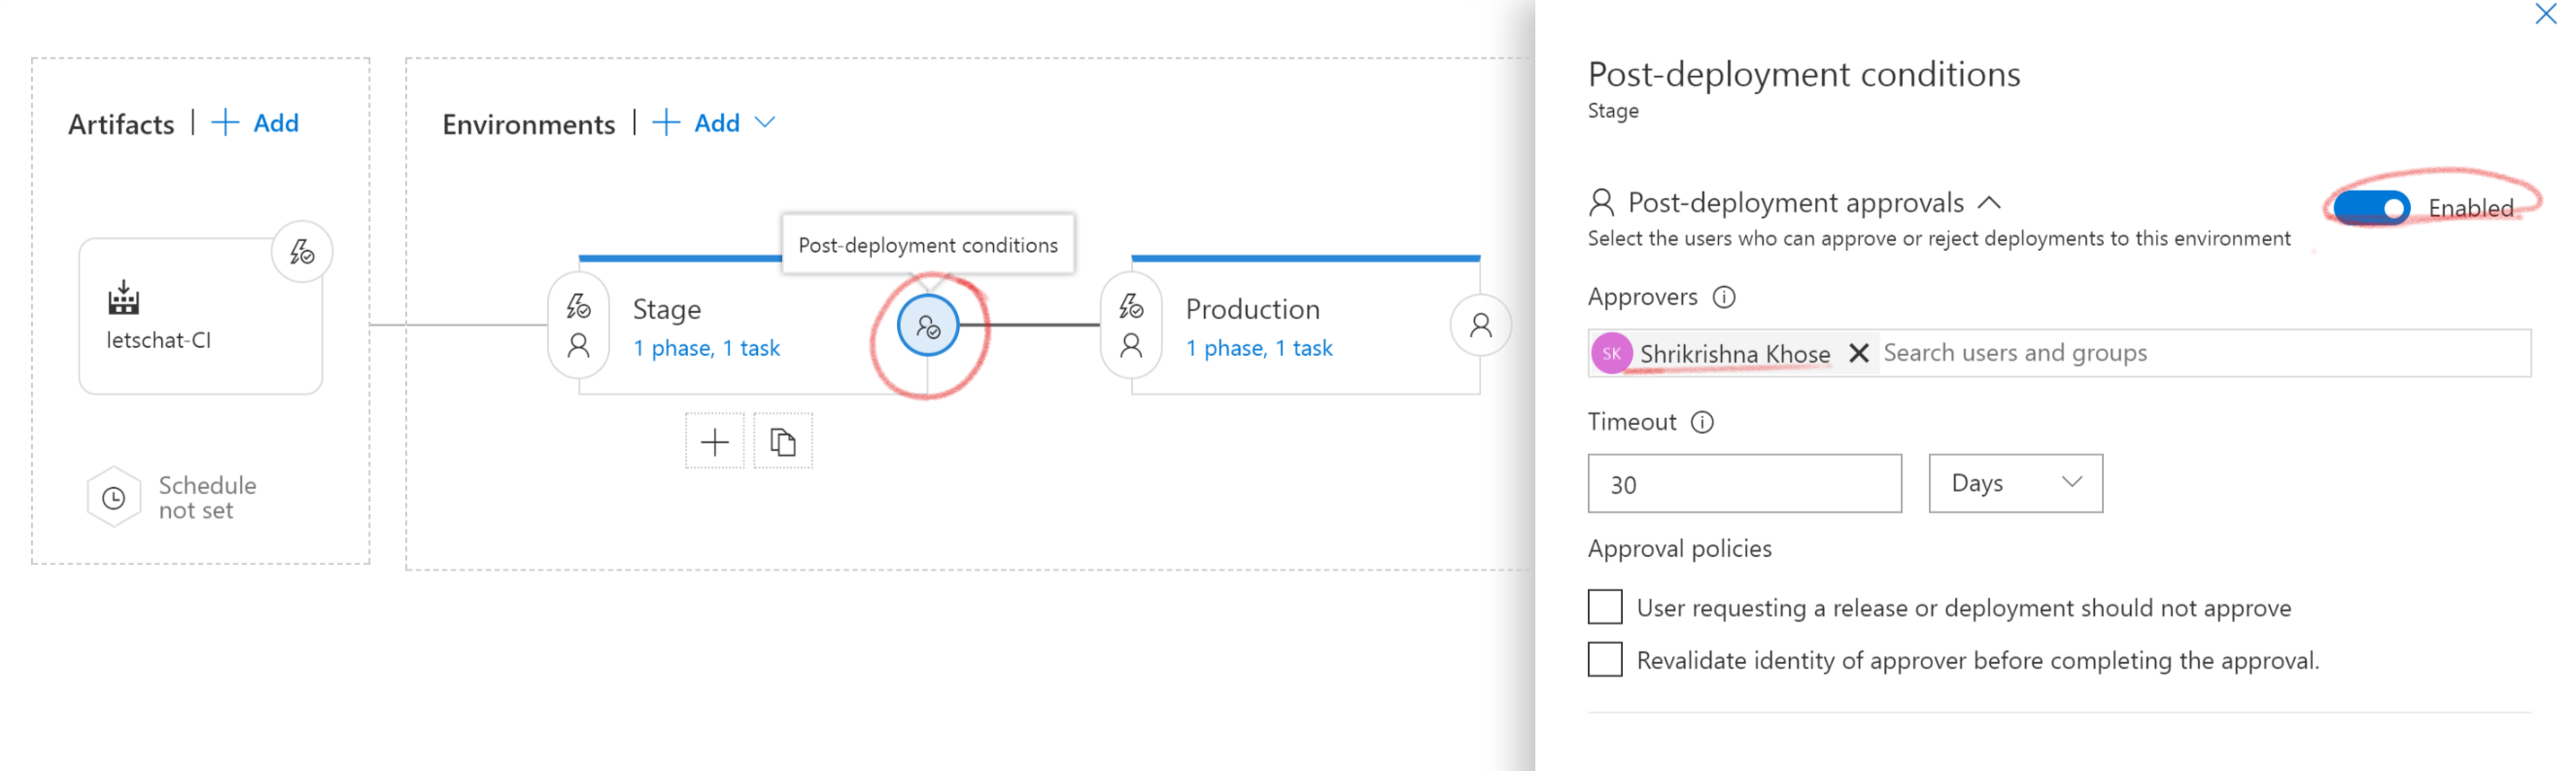 Artifacts | + Add
letschat-CI
Schedule
not set
Environments | + Add
Post-deployment conditions
Stage
1 phase, 1 task
Production
1 phase, 1 task
Post-deployment conditions
Stage
Post-deployment approvals
Enabled
Select the users who can approve or reject deployments to this environment
Approvers
SK Shrikrishna Khose Search users and groups
Timeout
30 Days
Approval policies
User requesting a release or deployment should not approve
Revalidate identity of approver before completing the approval.